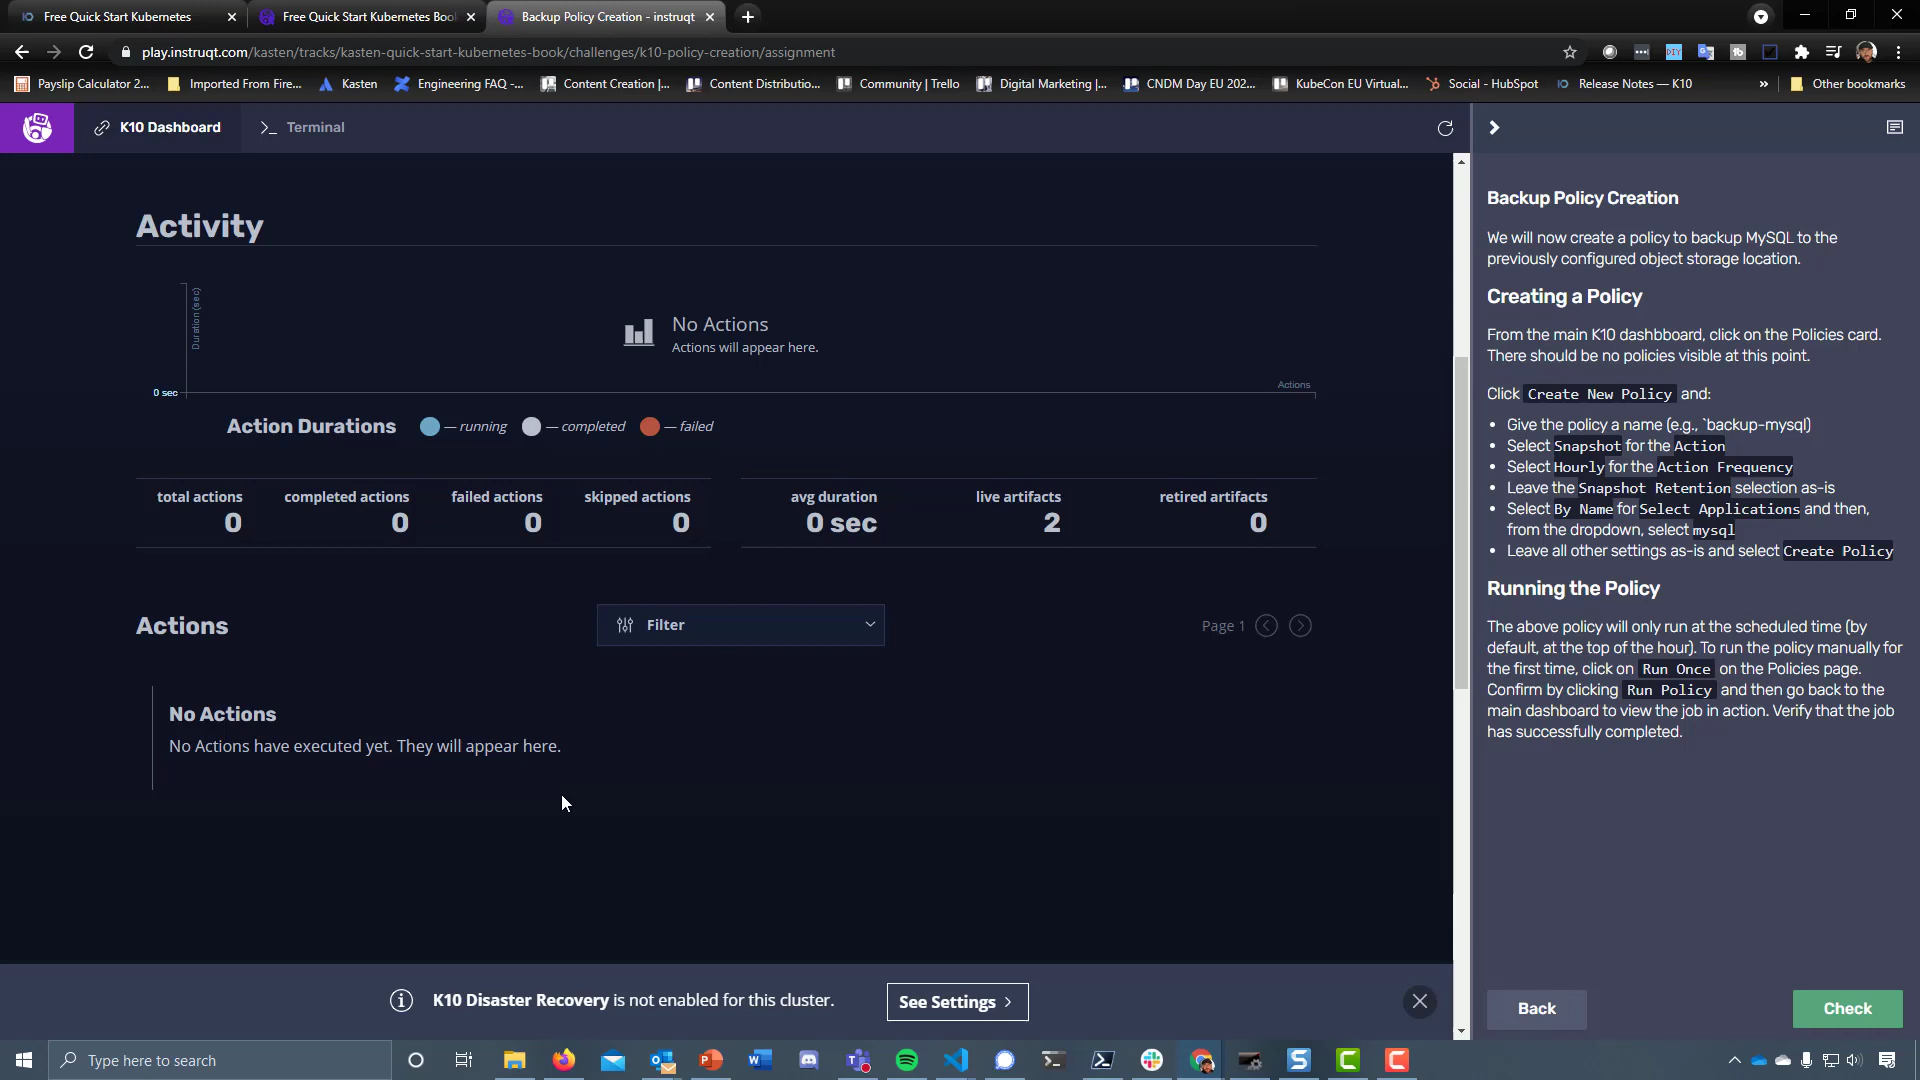 Free Quick Start Kubernetes
Free Quick Start Kubernetes Boo
Backup Policy Creation - instruqt
play.instruqt.com/kasten/tracks/kasten-quick-start-kubernetes-book/challenges/k10-policy-creation/assignment
Payslip Calculator 2...
Imported From Fire...
Kasten
Engineering FAQ -...
Content Creation |...
Content Distributio...
Community | Trello
Digital Marketing |...
CNDM Day EU 202...
KubeCon EU Virtual...
Social - HubSpot
Release Notes — K10
»
Other bookmarks
K10 Dashboard
Terminal
Activity
Duration (sec)
No Actions
Actions will appear here.
0 sec
Actions
Action Durations
— running
— completed
— failed
total actions
0
completed actions
0
failed actions
0
skipped actions
0
avg duration
0 sec
live artifacts
2
retired artifacts
0
Actions
Filter
Page 1
No Actions
No Actions have executed yet. They will appear here.
K10 Disaster Recovery is not enabled for this cluster.
See Settings >
Backup Policy Creation
We will now create a policy to backup MySQL to the
previously configured object storage location.
Creating a Policy
From the main K10 dashbboard, click on the Policies card.
There should be no policies visible at this point.
Click Create New Policy and:
• Give the policy a name (e.g., `backup-mysql)
• Select Snapshot for the Action
• Select Hourly for the Action Frequency
• Leave the Snapshot Retention selection as-is
• Select By Name for Select Applications and then,
from the dropdown, select mysql
• Leave all other settings as-is and select Create Policy
Running the Policy
The above policy will only run at the scheduled time (by
default, at the top of the hour). To run the policy manually for
the first time, click on Run Once on the Policies page.
Confirm by clicking Run Policy and then go back to the
main dashboard to view the job in action. Verify that the job
has successfully completed.
Back
Check
Type here to search